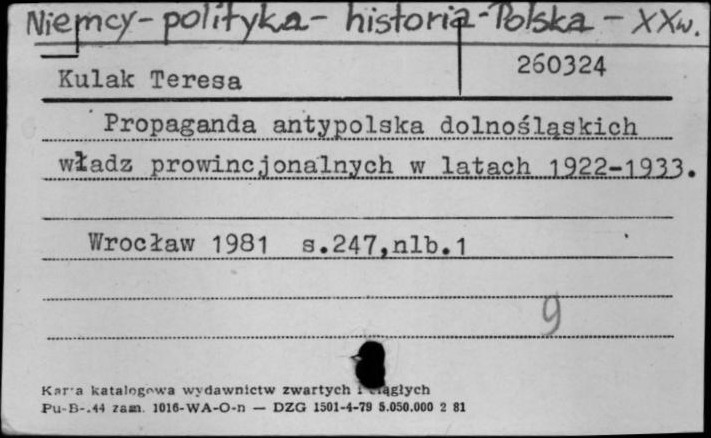 Niemcy - polityka - historia - Polska - XXw.
Kulak Teresa
260324
Propaganda antypolska dolnośląskich
władz prowincjonalnych w latach 1922-1933.
Wrocław 1981 s.247,nlb.1
9
Karta katalogowa wydawnictw zwartych i ciągłych
Pu-B-.44 zam. 1016-WA-O-n — DZG 1501-4-79 5.050.000 2 81